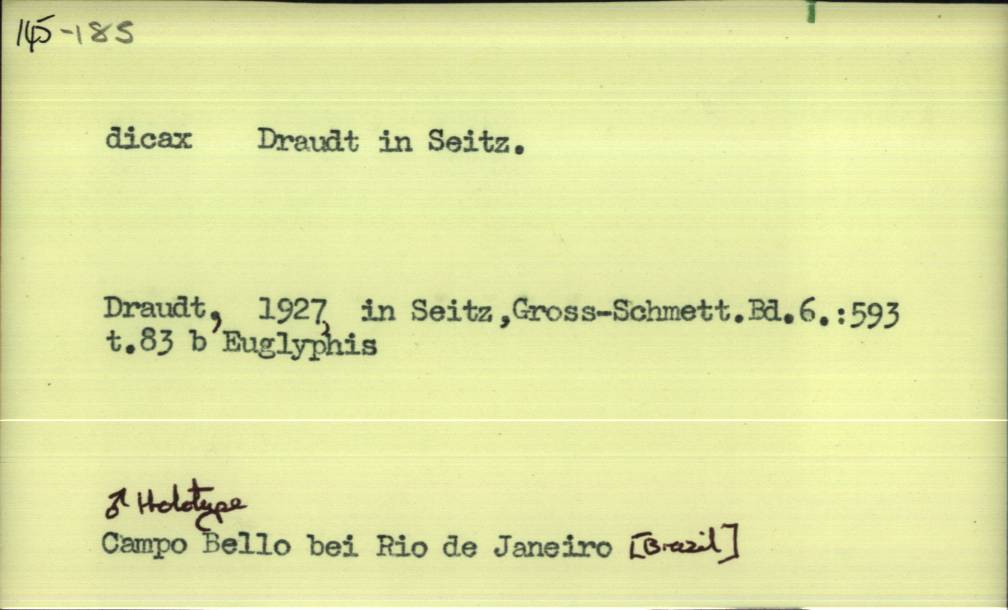 145-185
dicax Draudt in Seitz.
Draudt, 1927, in Seitz,Gross-Schmett.Bd.6.:593
t.83 b Euglyphis
♂ Holotype
Campo Bello bei Rio de Janeiro [Brazil]